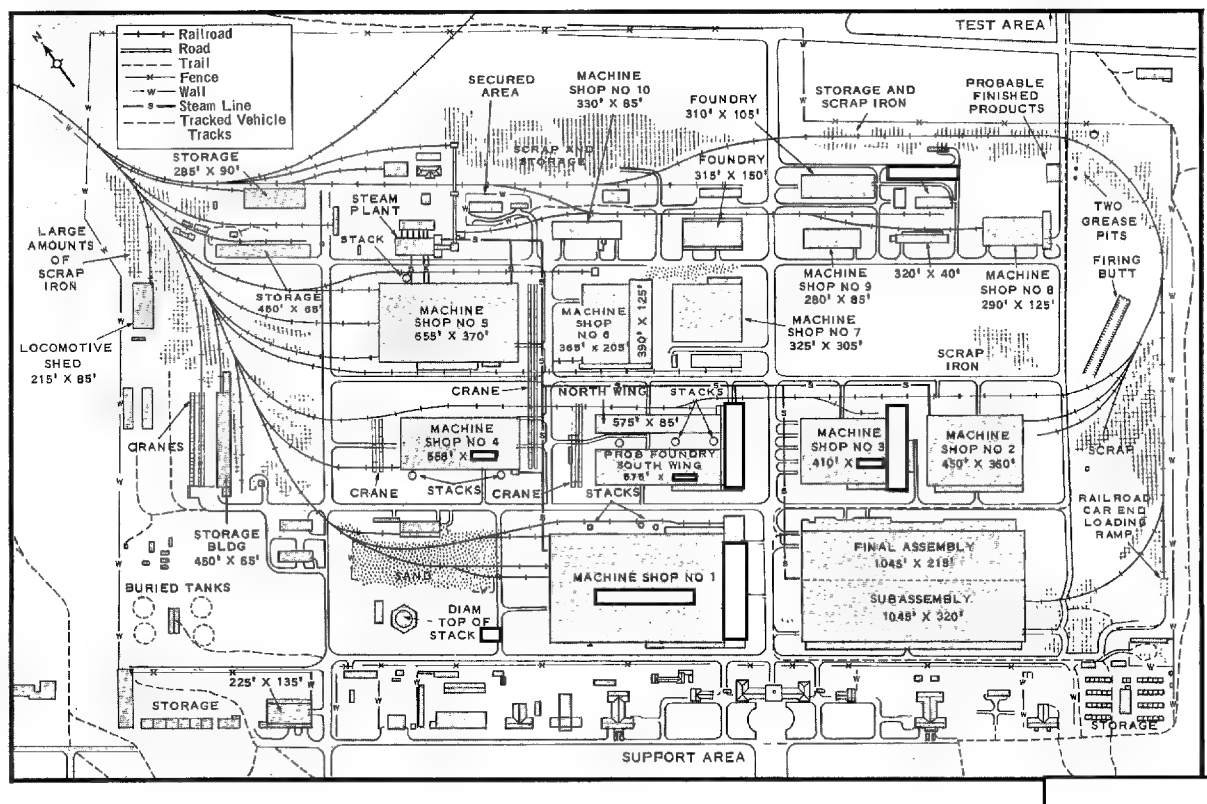 TEST AREA
N
Railroad
Road
Trail
Fence
Wall
Steam Line
Tracked Vehicle
Tracks
SECURED
AREA
MACHINE
SHOP NO 10
330' X 85'
FOUNDRY
310' X 105'
STORAGE AND
SCRAP IRON
PROBABLE
FINISHED
PRODUCTS
STORAGE
285' X 90'
SCRAP AND
STORAGE
FOUNDRY
315' X 150'
STEAM
PLANT
STACK
LARGE
AMOUNTS
OF
SCRAP
IRON
TWO
GREASE
PITS
FIRING
BUTT
STORAGE
450' X 65'
MACHINE
SHOP NO 5
655' X 370'
MACHINE
SHOP
NO 6
365' X 205'
390' X 125'
MACHINE
SHOP NO 7
325' X 305'
MACHINE
SHOP NO 9
280' X 85'
320' X 40'
MACHINE
SHOP NO 8
290' X 125'
LOCOMOTIVE
SHED
215' X 85'
SCRAP
IRON
CRANE
NORTH WING
STACKS
575' X 85'
CRANES
MACHINE
SHOP NO 4
558' X
PROB FOUNDRY
SOUTH WING
575' X
MACHINE
SHOP NO 3
410' X
MACHINE
SHOP NO 2
450' X 360'
SCRAP
CRANE
STACKS
CRANE
STACKS
RAILROAD
CAR END
LOADING
RAMP
STORAGE
BLDG
450' X 65'
SAND
MACHINE SHOP NO 1
FINAL ASSEMBLY
1045' X 215'
SUBASSEMBLY
1045' X 320'
BURIED TANKS
DIAM
TOP OF
STACK
225' X 135'
STORAGE
STORAGE
SUPPORT AREA